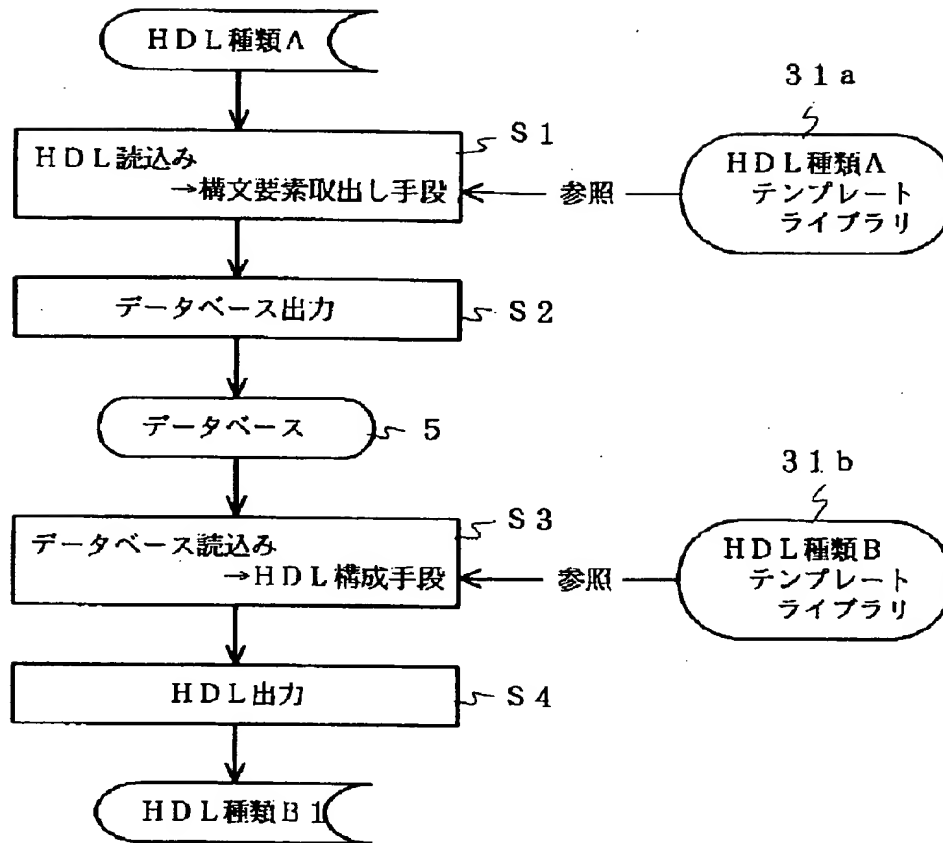 HDL種類A
31a
S1
HDL読込み
→構文要素取出し手段
参照
HDL種類A
テンプレート
ライブラリ
データベース出力
S2
データベース
5
31b
S3
データベース読込み
→HDL構成手段
参照
HDL種類B
テンプレート
ライブラリ
HDL出力
S4
HDL種類B1